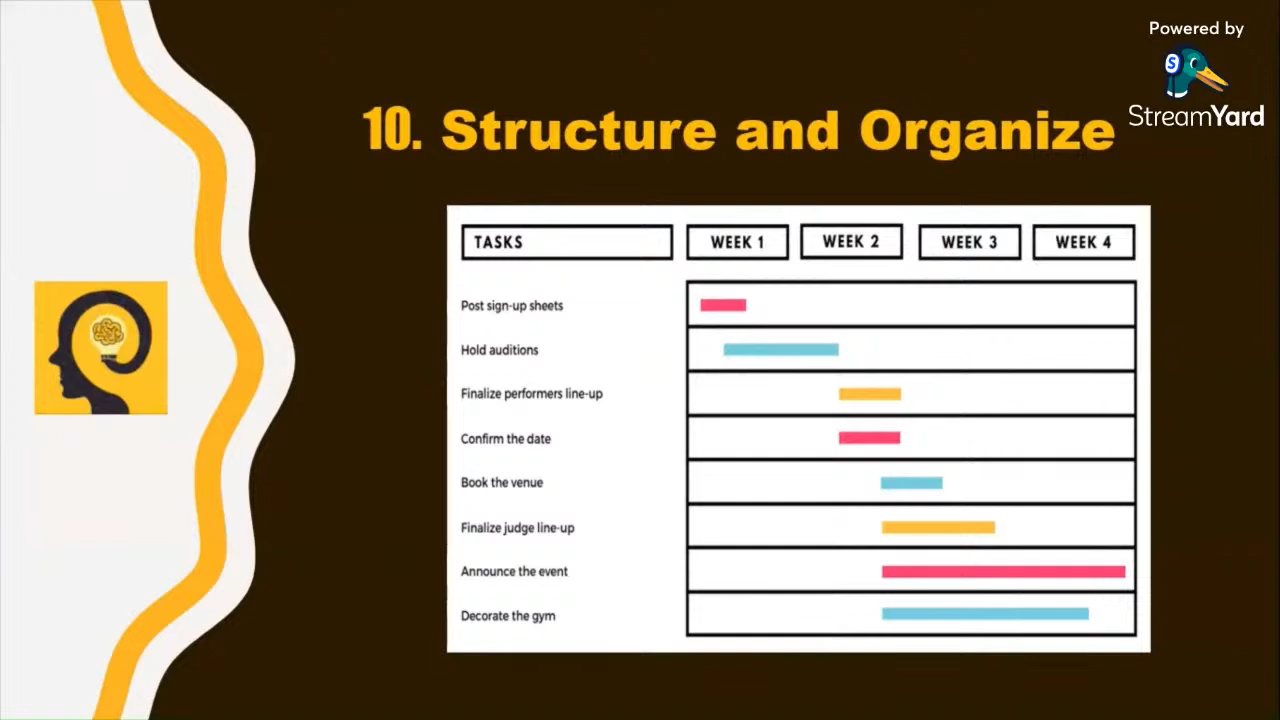 Powered by
StreamYard
10. Structure and Organize
TASKS WEEK 1 WEEK 2 WEEK 3 WEEK 4
Post sign-up sheets
Hold auditions
Finalize performers line-up
Confirm the date
Book the venue
Finalize judge line-up
Announce the event
Decorate the gym